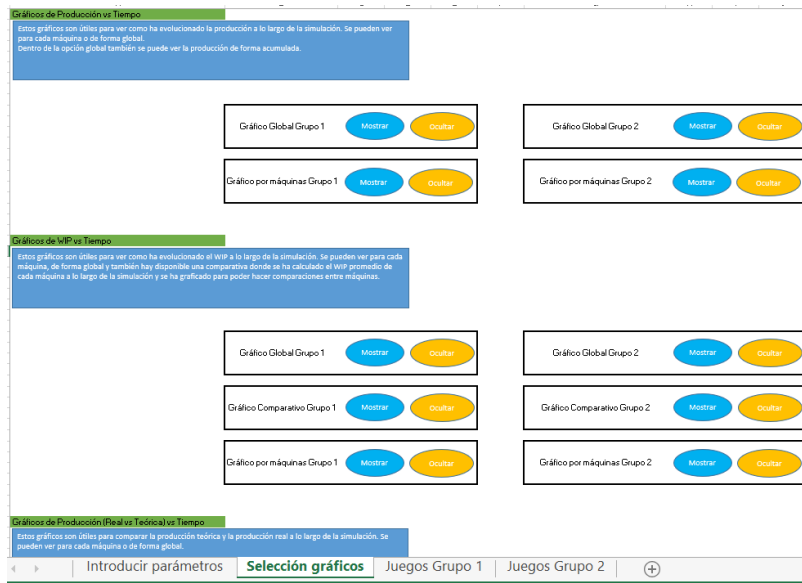 Gráficos de Producción vs Tiempo
Estos gráficos son útiles para ver como ha evolucionado la producción a lo largo de la simulación. Se pueden ver
para cada máquina o de forma global.
Dentro de la opción global también se puede ver la producción de forma acumulada.
Gráfico Global Grupo 1 Mostrar Ocultar Gráfico Global Grupo 2 Mostrar Ocultar
Gráfico por máquinas Grupo 1 Mostrar Ocultar Gráfico por máquinas Grupo 2 Mostrar Ocultar
Gráficos de WIP vs Tiempo
Estos gráficos son útiles para ver como ha evolucionado el WIP a lo largo de la simulación. Se pueden ver para cada
máquina, de forma global y también hay disponible una comparativa donde se ha calculado el WIP promedio de
cada máquina a lo largo de la simulación y se ha graficado para poder hacer comparaciones entre máquinas.
Gráfico Global Grupo 1 Mostrar Ocultar Gráfico Global Grupo 2 Mostrar Ocultar
Gráfico Comparativo Grupo 1 Mostrar Ocultar Gráfico Comparativo Grupo 2 Mostrar Ocultar
Gráfico por máquinas Grupo 1 Mostrar Ocultar Gráfico por máquinas Grupo 2 Mostrar Ocultar
Gráficos de Producción (Real vs Teórica) vs Tiempo
Estos gráficos son útiles para comparar la producción teórica y la producción real a lo largo de la simulación. Se
pueden ver para cada máquina o de forma global.
Introducir parámetros Selección gráficos Juegos Grupo 1 Juegos Grupo 2